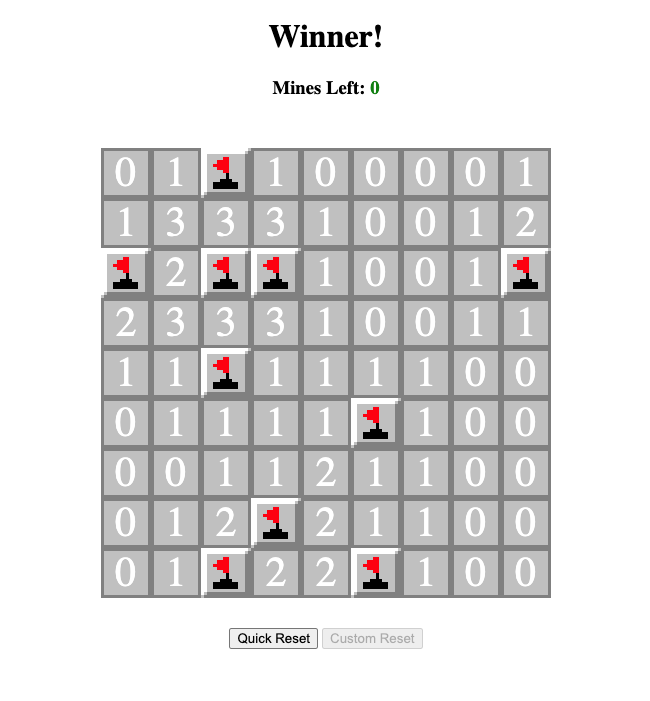 Winner!
Mines Left: 0
0 1 1 0 0 0 0 1
1 3 3 3 1 0 0 1 2
2 1 0 0 1
2 3 3 3 1 0 0 1 1
1 1 1 1 1 1 0 0
0 1 1 1 1 1 0 0
0 0 1 1 2 1 1 0 0
0 1 2 2 1 1 0 0
0 1 2 2 1 0 0
Quick Reset Custom Reset